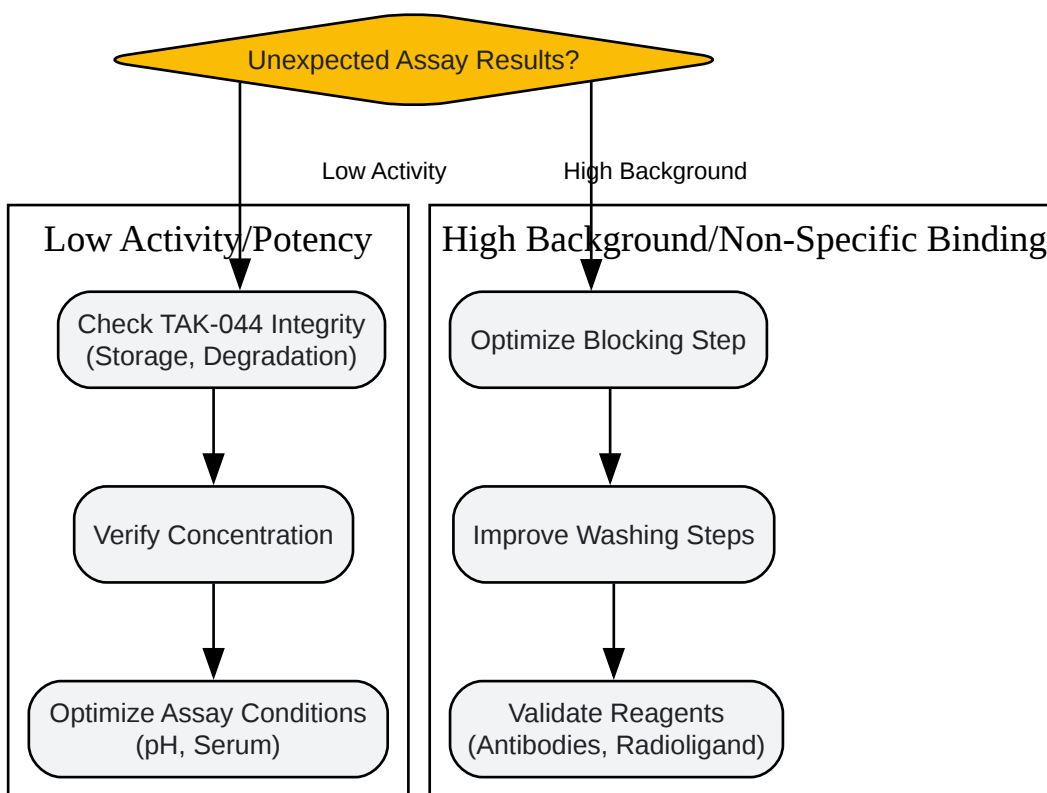 Unexpected Assay Results?
Low Activity
High Background
Low Activity/Potency
Check TAK-044 Integrity
(Storage, Degradation)
Verify Concentration
Optimize Assay Conditions
(pH, Serum)
High Background/Non-Specific Binding
Optimize Blocking Step
Improve Washing Steps
Validate Reagents
(Antibodies, Radioligand)